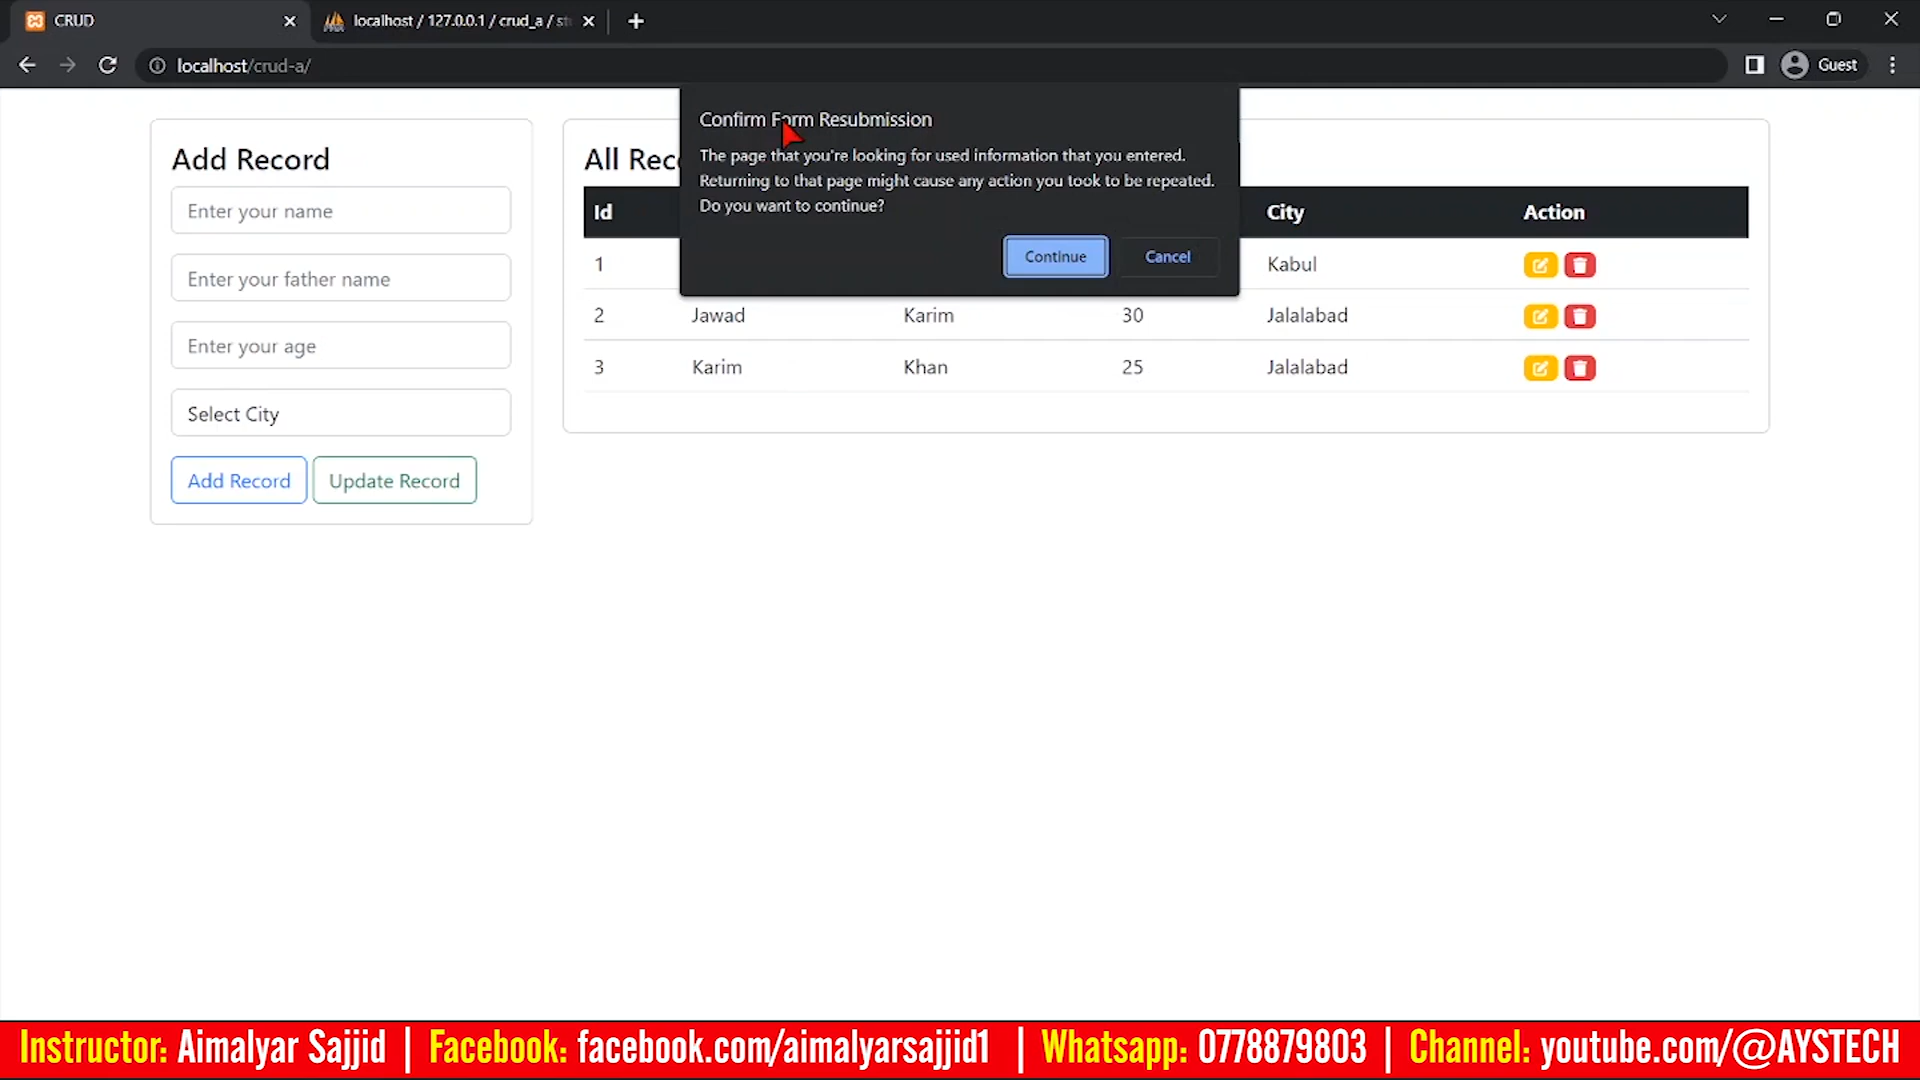 CRUD
localhost / 127.0.0.1 / crud_a / st
localhost/crud-a/
Guest
Confirm Form Resubmission
The page that you're looking for used information that you entered.
Returning to that page might cause any action you took to be repeated.
Do you want to continue?
Continue
Cancel
Add Record
Enter your name
Enter your father name
Enter your age
Select City
Add Record
Update Record
All Rec
Id City Action
1 Kabul
2 Jawad Karim 30 Jalalabad
3 Karim Khan 25 Jalalabad
Instructor: Aimalyar Sajjid | Facebook: facebook.com/aimalyarsajjid1 | Whatsapp: 0778879803 | Channel: youtube.com/@AYSTECH